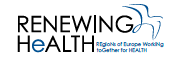 RENEWING
HeALTH
REgioNs of Europe WorkINg
toGether for HEALTH